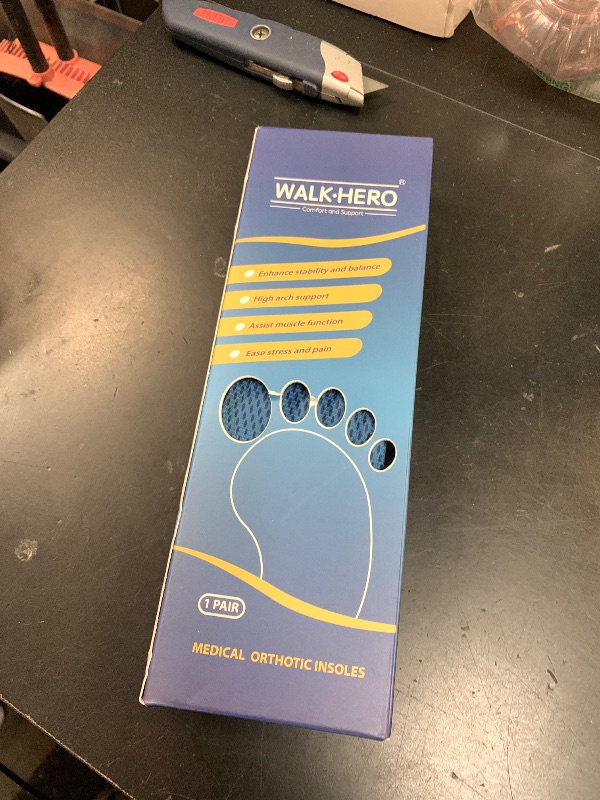 WALK·HERO®
Comfort and Support
Enhance stability and balance
High arch support
Assist muscle function
Ease stress and pain
1 PAIR
MEDICAL ORTHOTIC INSOLES